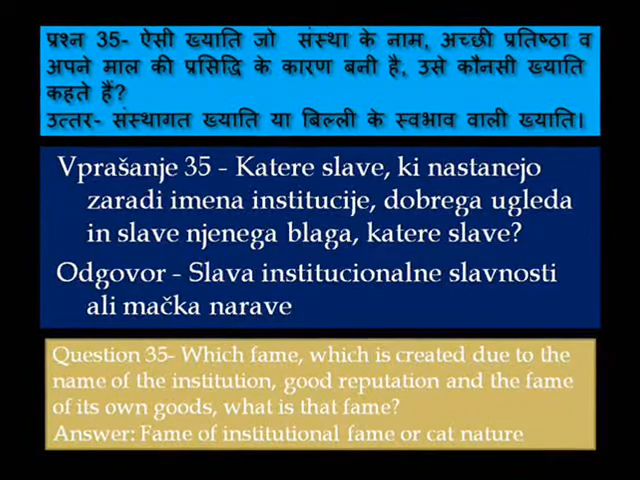 प्रश्न 35- ऐसी ख्याति जो संस्था के नाम, अच्छी प्रतिष्ठा व
अपने माल की प्रसिद्धि के कारण बनी है, उसे कौनसी ख्याति
कहते हैं?
उत्तर- संस्थागत ख्याति या बिल्ली के स्वभाव वाली ख्याति।
Vprašanje 35 - Katere slave, ki nastanejo
zaradi imena institucije, dobrega ugleda
in slave njenega blaga, katere slave?
Odgovor - Slava institucionalne slavnosti
ali mačka narave
Question 35- Which fame, which is created due to the
name of the institution, good reputation and the fame
of its own goods, what is that fame?
Answer: Fame of institutional fame or cat nature